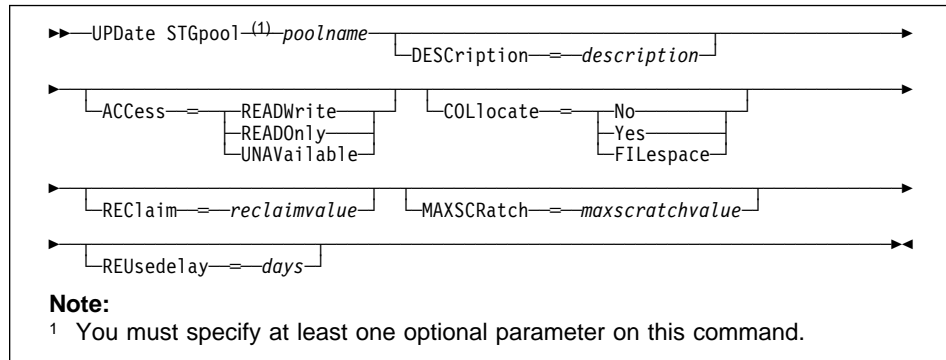 UPDate STGpool (1) poolname
DESCription = description
ACCess = READWrite COLlocate = No
READOnly Yes
UNAVailable FILespace
REClaim = reclaimvalue MAXSCRatch = maxscratchvalue
REUsedelay = days
Note:
1 You must specify at least one optional parameter on this command.